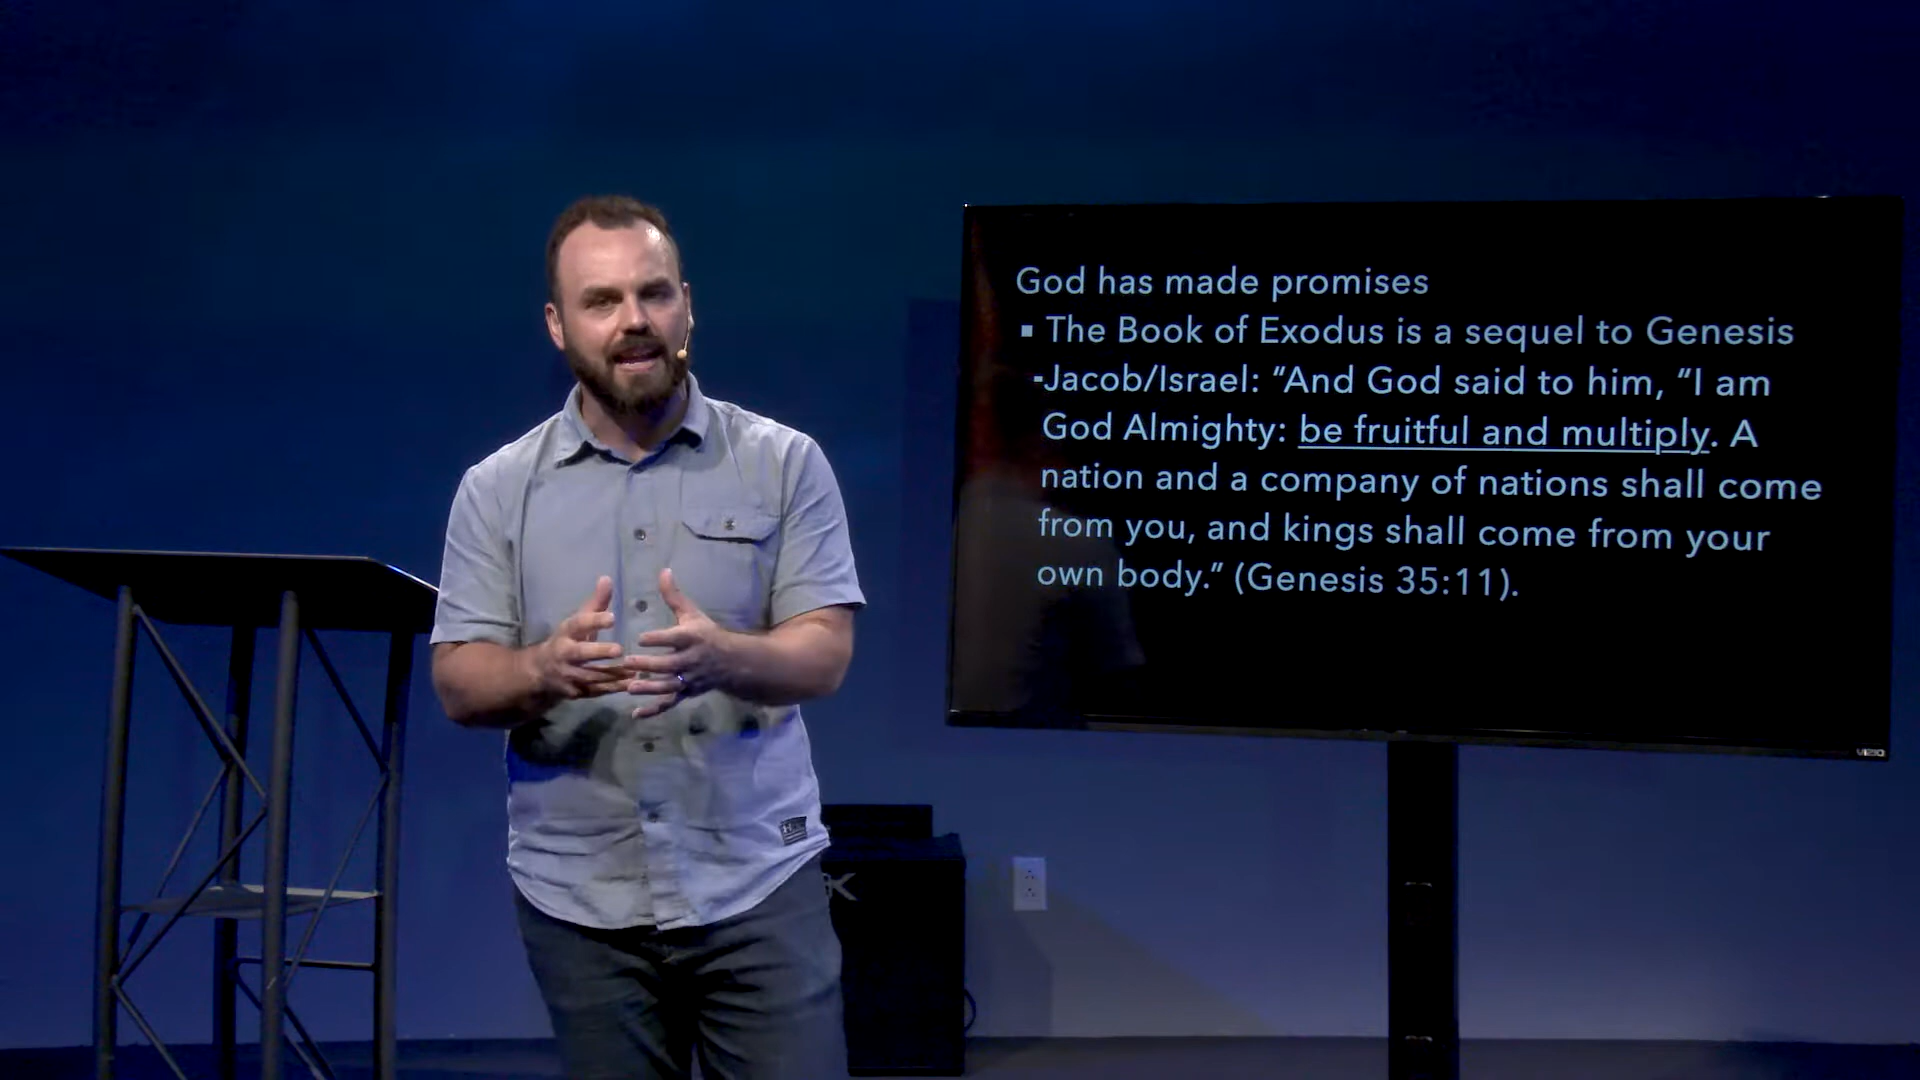 God has made promises
▪ The Book of Exodus is a sequel to Genesis
-Jacob/Israel: “And God said to him, “I am
God Almighty: be fruitful and multiply. A
nation and a company of nations shall come
from you, and kings shall come from your
own body.” (Genesis 35:11).
VIZIO